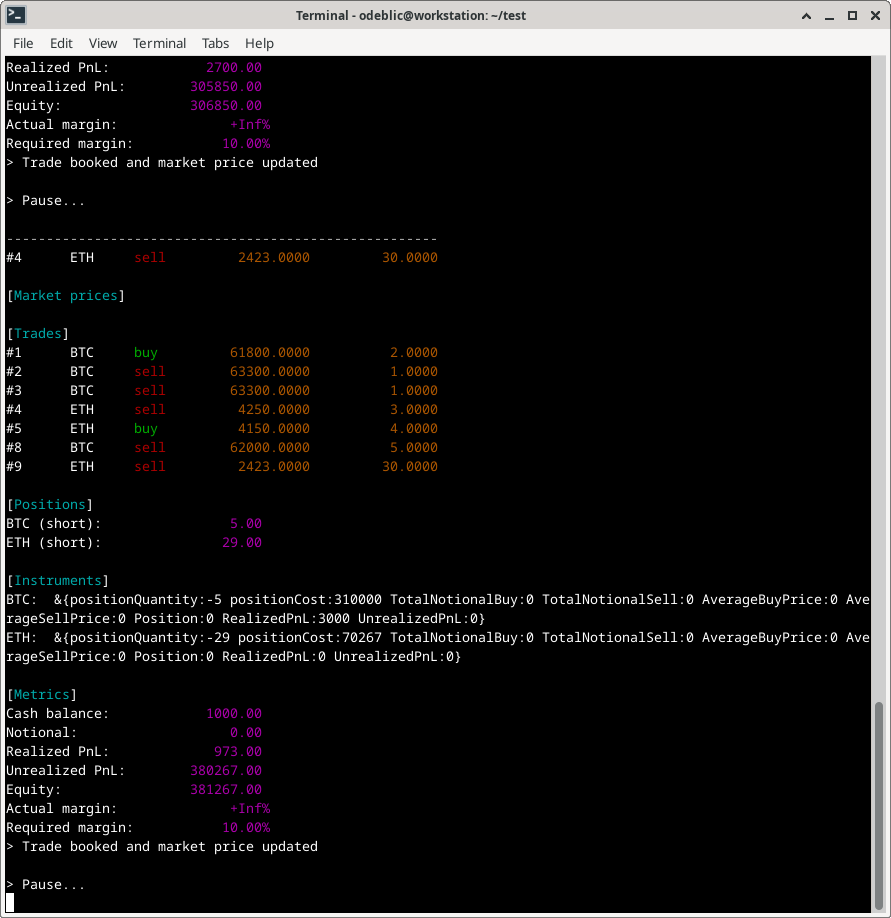 Terminal - odeblic@workstation: ~/test
File Edit View Terminal Tabs Help
Realized PnL: 2700.00
Unrealized PnL: 305850.00
Equity: 306850.00
Actual margin: +Inf%
Required margin: 10.00%
> Trade booked and market price updated
> Pause...
------------------------------------------------------
#4 ETH sell 2423.0000 30.0000
[Market prices]
[Trades]
#1 BTC buy 61800.0000 2.0000
#2 BTC sell 63300.0000 1.0000
#3 BTC sell 63300.0000 1.0000
#4 ETH sell 4250.0000 3.0000
#5 ETH buy 4150.0000 4.0000
#8 BTC sell 62000.0000 5.0000
#9 ETH sell 2423.0000 30.0000
[Positions]
BTC (short): 5.00
ETH (short): 29.00
[Instruments]
BTC: &{positionQuantity:-5 positionCost:310000 TotalNotionalBuy:0 TotalNotionalSell:0 AverageBuyPrice:0 Ave
rageSellPrice:0 Position:0 RealizedPnL:3000 UnrealizedPnL:0}
ETH: &{positionQuantity:-29 positionCost:70267 TotalNotionalBuy:0 TotalNotionalSell:0 AverageBuyPrice:0 Ave
rageSellPrice:0 Position:0 RealizedPnL:0 UnrealizedPnL:0}
[Metrics]
Cash balance: 1000.00
Notional: 0.00
Realized PnL: 973.00
Unrealized PnL: 380267.00
Equity: 381267.00
Actual margin: +Inf%
Required margin: 10.00%
> Trade booked and market price updated
> Pause...